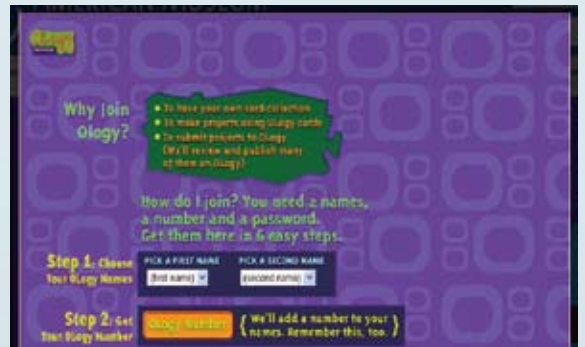 AMERICAN MUSEUM
Why Join
Ology?
• To have your own card collection
• To make projects using Ology cards
• To submit projects to Ology
(We'll review and publish many
of them on Ology)
How do I join? You need 2 names,
a number and a password.
Get them here in 6 easy steps.
Step 1: Choose
Your Ology Names
PICK A FIRST NAME
(first name)
PICK A SECOND NAME
(second name)
Step 2: Get
Your Ology Number
Ology Number
{ We'll add a number to your
names. Remember this, too. }